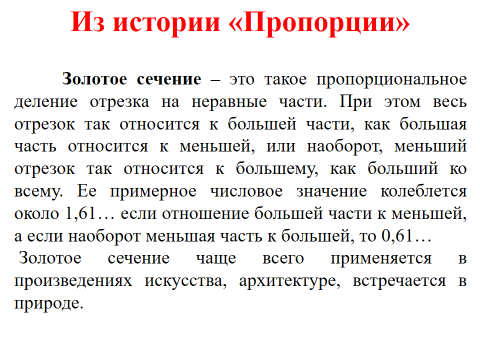 Из истории «Пропорции»
Золотое сечение – это такое пропорциональное
деление отрезка на неравные части. При этом весь
отрезок так относится к большей части, как большая
часть относится к меньшей, или наоборот, меньший
отрезок так относится к большему, как больший ко
всему. Ее примерное числовое значение колеблется
около 1,61… если отношение большей части к меньшей,
а если наоборот меньшая часть к большей, то 0,61…
Золотое сечение чаще всего применяется в
произведениях искусства, архитектуре, встречается в
природе.